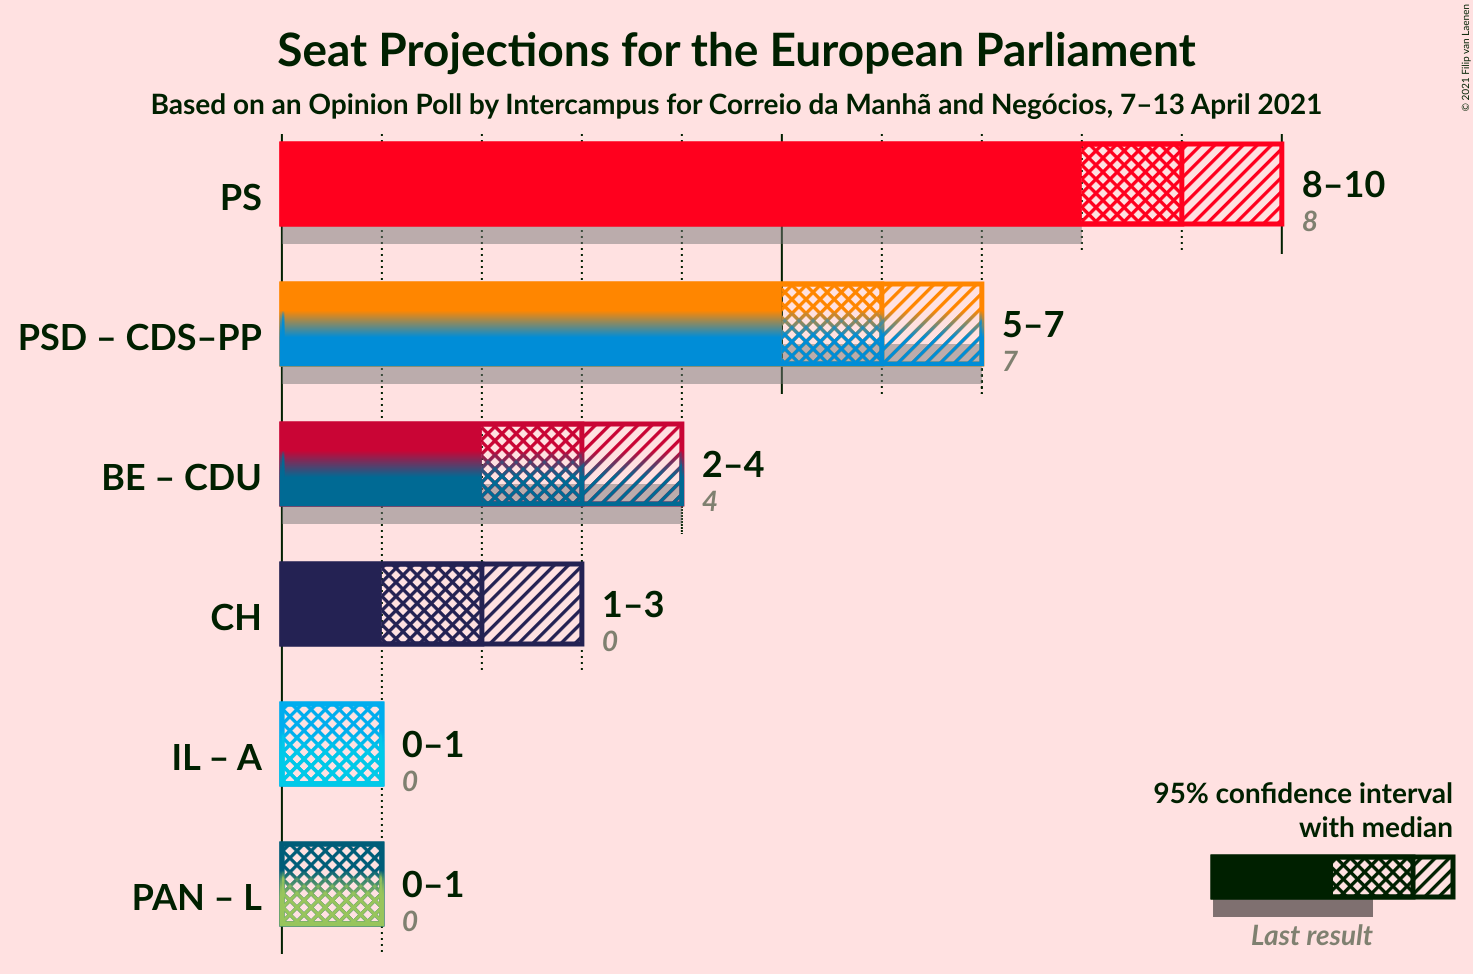 Seat Projections for the European Parliament
Based on an Opinion Poll by Intercampus for Correio da Manhã and Negócios, 7–13 April 2021
© 2021 Filip van Laenen
PS
8–10
8
PSD – CDS–PP
5–7
7
BE – CDU
2–4
4
CH
1–3
0
IL – A
0–1
0
PAN – L
0–1
0
95% confidence interval
with median
Last result